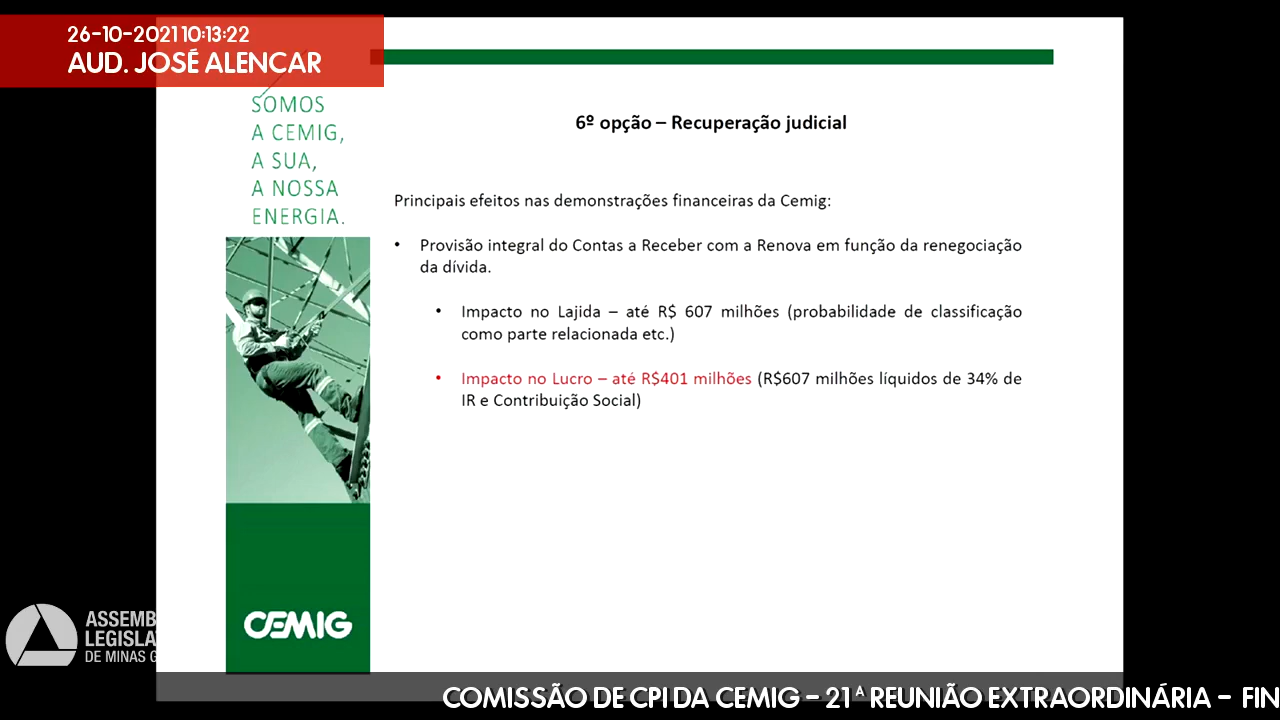 26-10-2021 10:13:22
AUD. JOSÉ ALENCAR
SOMOS
A CEMIG,
A SUA,
A NOSSA
ENERGIA.
6º opção – Recuperação judicial
Principais efeitos nas demonstrações financeiras da Cemig:
• Provisão integral do Contas a Receber com a Renova em função da renegociação
da dívida.
• Impacto no Lajida – até R$ 607 milhões (probabilidade de classificação
como parte relacionada etc.)
• Impacto no Lucro – até R$401 milhões (R$607 milhões líquidos de 34% de
IR e Contribuição Social)
CEMIG
ASSEMB
LEGISLA
DE MINAS G
COMISSÃO DE CPI DA CEMIG - 21ª REUNIÃO EXTRAORDINÁRIA - FIN